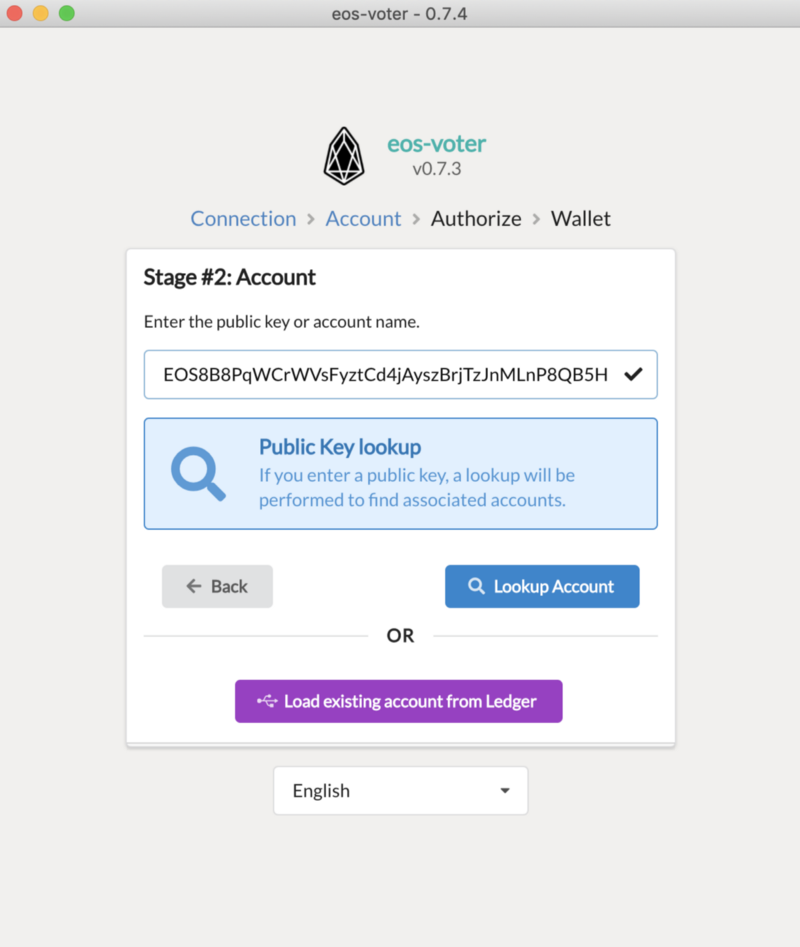 eos-voter - 0.7.4
eos-voter
v0.7.3
Connection > Account > Authorize > Wallet
Stage #2: Account
Enter the public key or account name.
EOS8B8PqWCrWVsFyztCd4jAyszBrjTzJnMLnP8QB5H
Public Key lookup
If you enter a public key, a lookup will be
performed to find associated accounts.
Back
Lookup Account
OR
Load existing account from Ledger
English